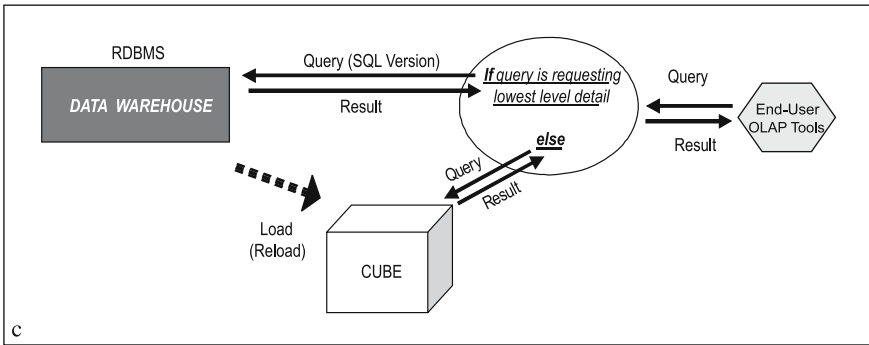 RDBMS
DATA WAREHOUSE
Query (SQL Version)
Result
If query is requesting
lowest level detail
else
Query
Result
Query
Result
End-User
OLAP Tools
Load
(Reload)
CUBE
c